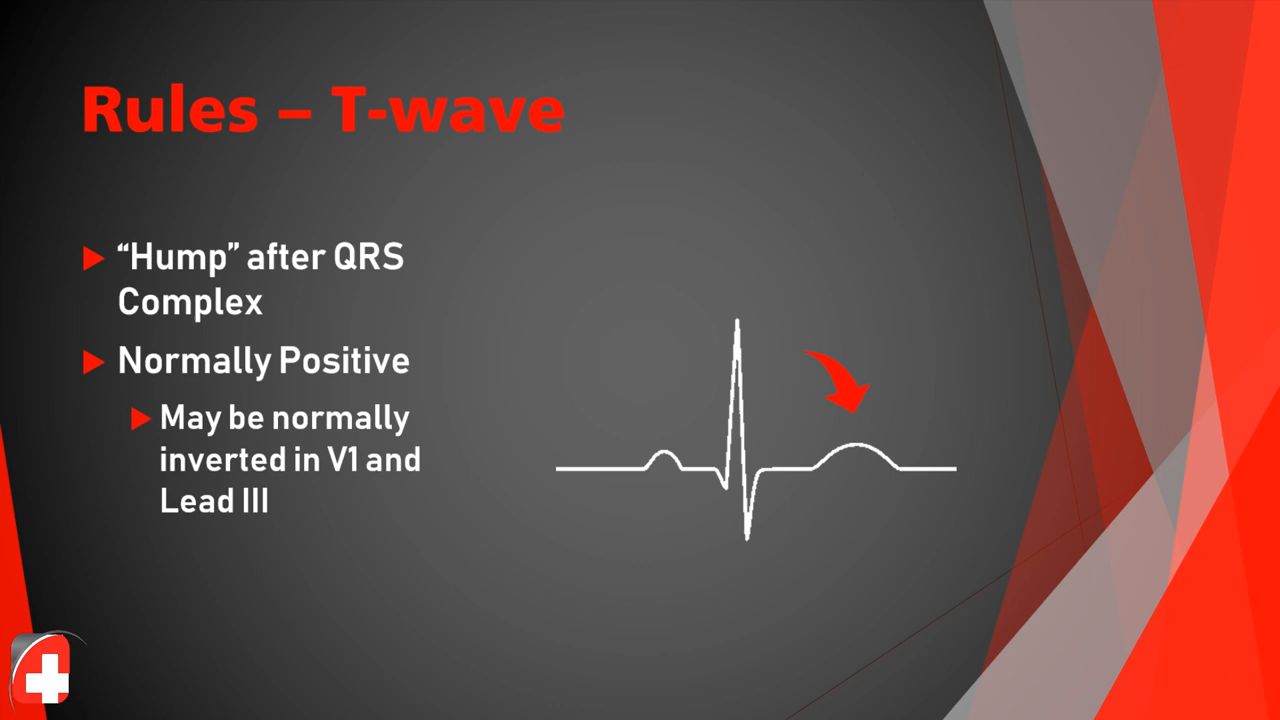 Rules – T-wave
“Hump” after QRS
Complex
Normally Positive
May be normally
inverted in V1 and
Lead III